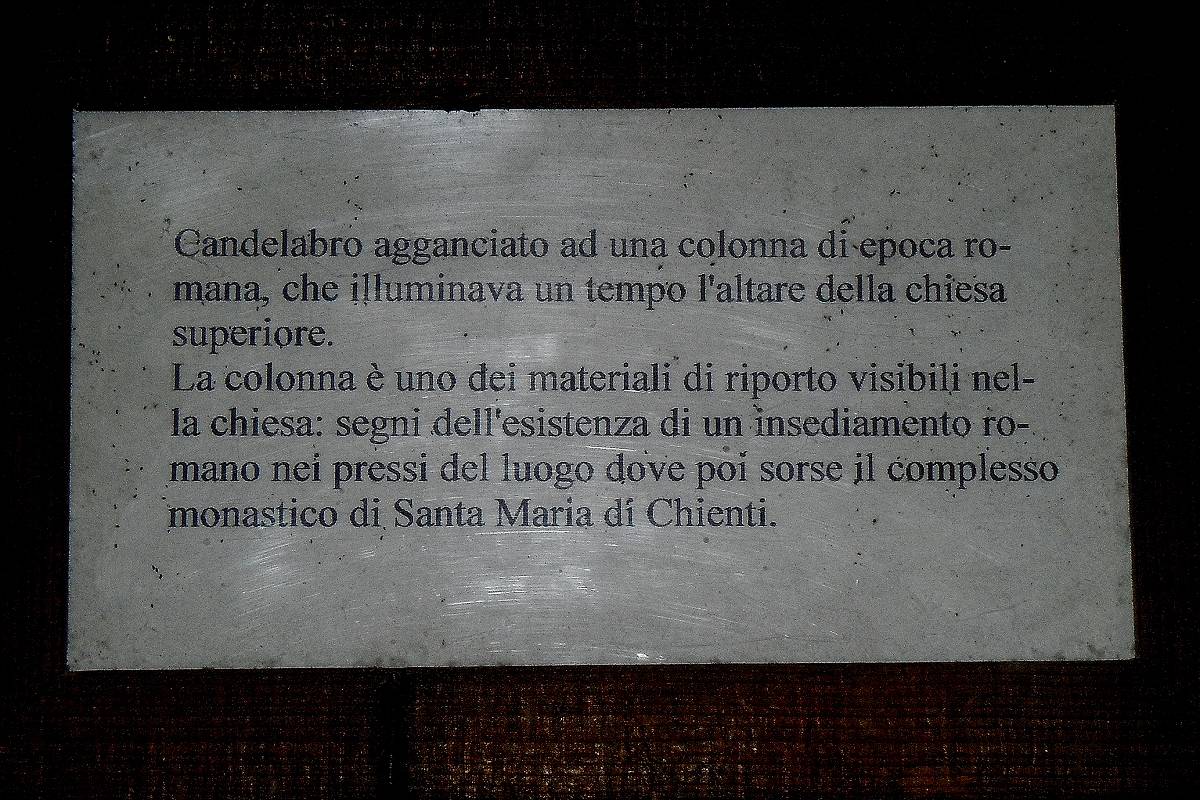 Candelabro agganciato ad una colonna di epoca ro-
mana, che illuminava un tempo l'altare della chiesa
superiore.
La colonna è uno dei materiali di riporto visibili nel-
la chiesa: segni dell'esistenza di un insediamento ro-
mano nei pressi del luogo dove poi sorse il complesso
monastico di Santa Maria di Chienti.